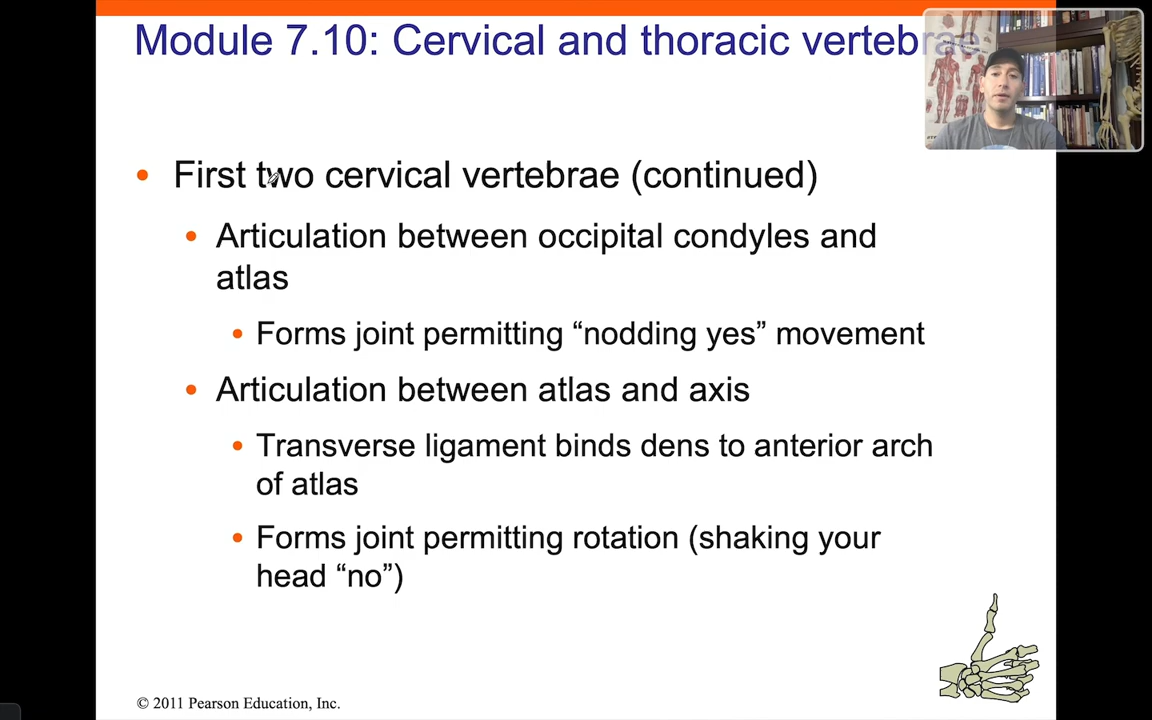 Module 7.10: Cervical and thoracic vertebrae
• First two cervical vertebrae (continued)
• Articulation between occipital condyles and
atlas
• Forms joint permitting “nodding yes” movement
• Articulation between atlas and axis
• Transverse ligament binds dens to anterior arch
of atlas
• Forms joint permitting rotation (shaking your
head “no”)
© 2011 Pearson Education, Inc.